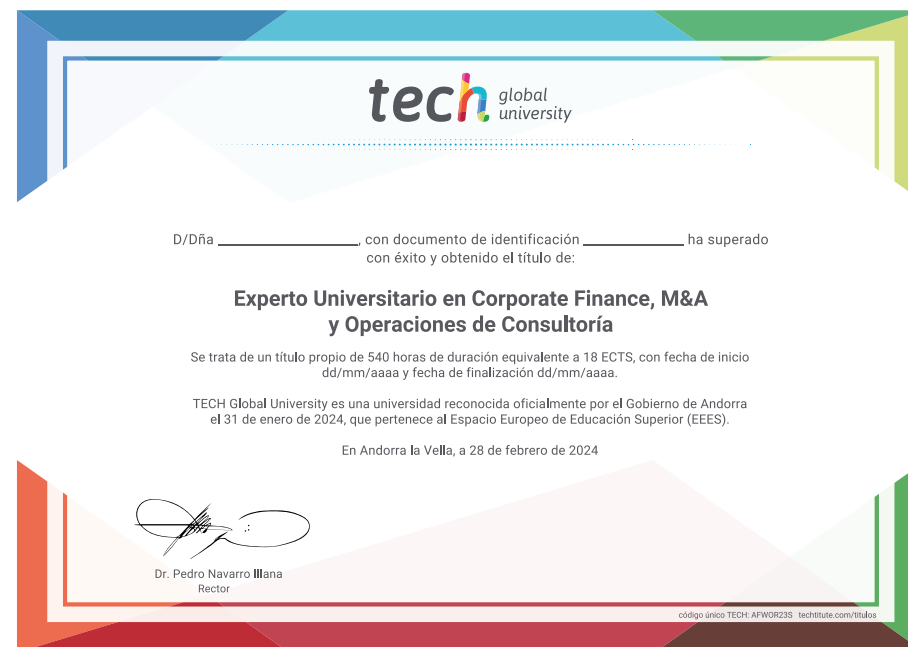 tech global
university
D/Dña ____________________, con documento de identificación ______________ ha superado
con éxito y obtenido el título de:
Experto Universitario en Corporate Finance, M&A
y Operaciones de Consultoría
Se trata de un título propio de 540 horas de duración equivalente a 18 ECTS, con fecha de inicio
dd/mm/aaaa y fecha de finalización dd/mm/aaaa.
TECH Global University es una universidad reconocida oficialmente por el Gobierno de Andorra
el 31 de enero de 2024, que pertenece al Espacio Europeo de Educación Superior (EEES).
En Andorra la Vella, a 28 de febrero de 2024
Dr. Pedro Navarro Illana
Rector
código único TECH: AFWOR23S techtitute.com/titulos